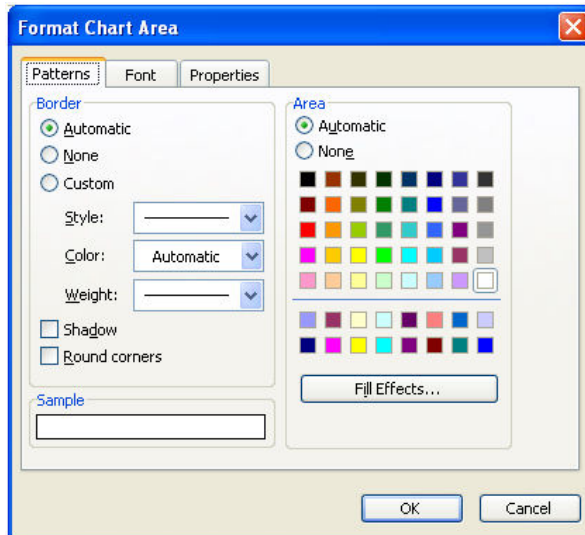 Format Chart Area
Patterns Font Properties
Border
Automatic
None
Custom
Style:
Color: Automatic
Weight:
Shadow
Round corners
Sample
Area
Automatic
None
Fill Effects...
OK Cancel